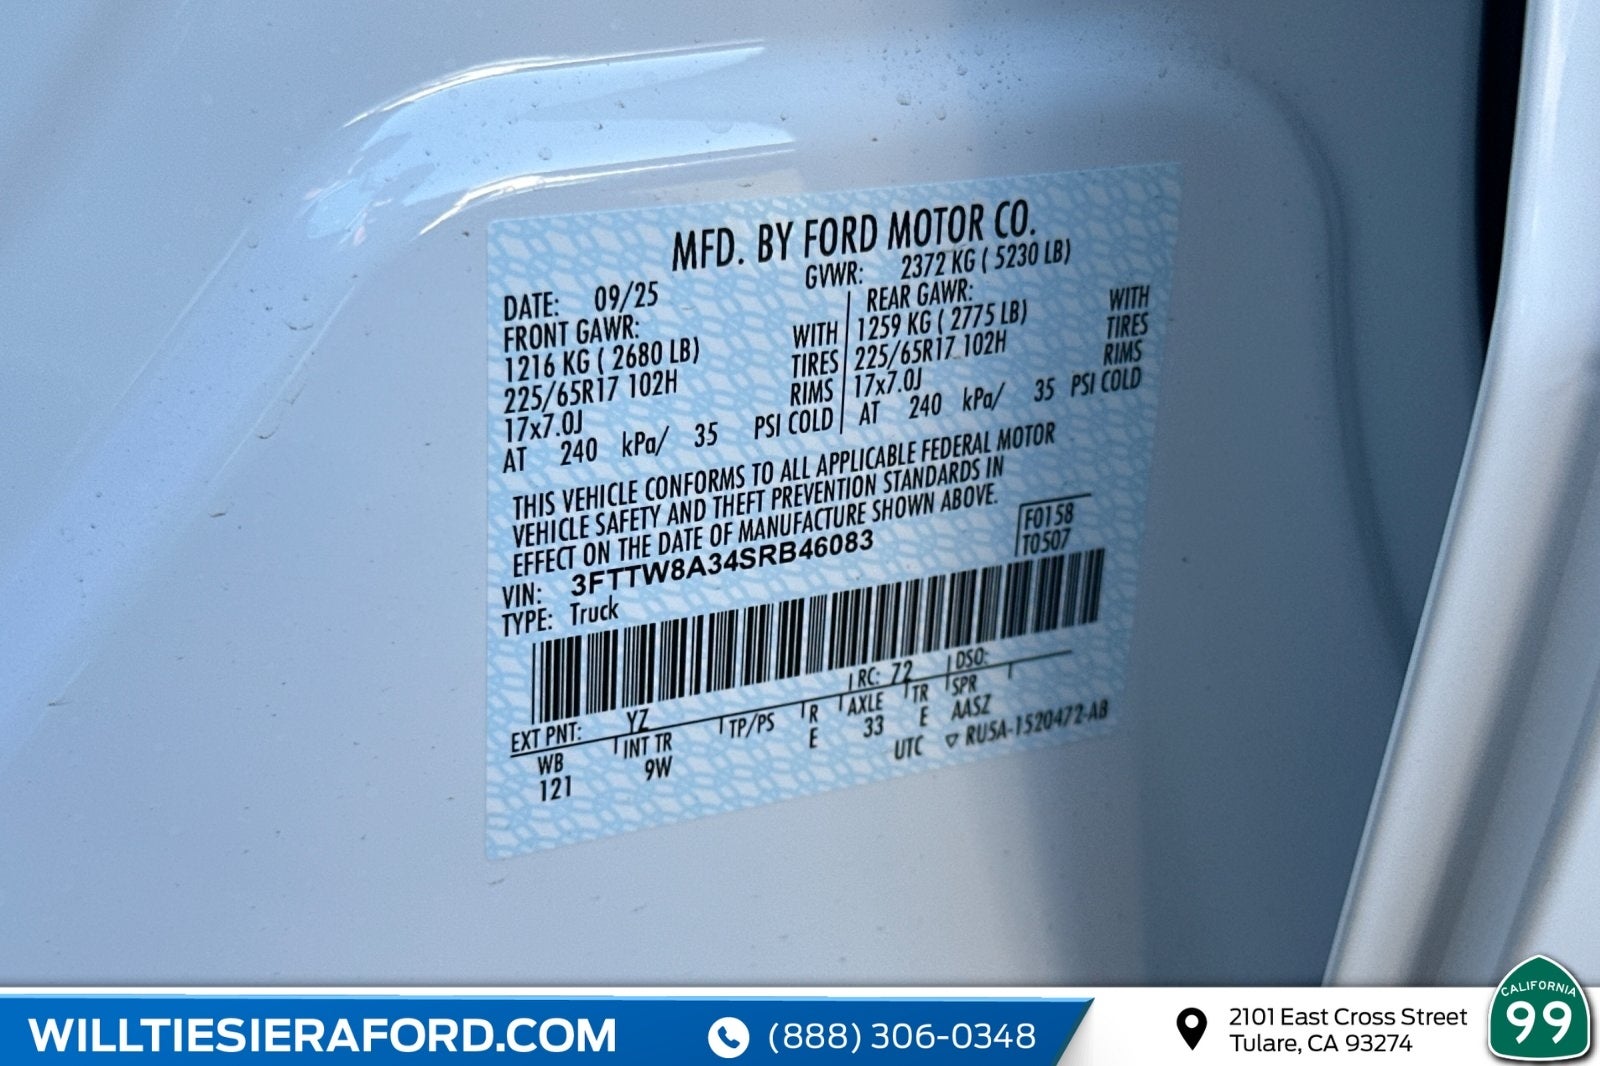 MFD. BY FORD MOTOR CO.
DATE: 09/25 GVWR: 2372 KG ( 5230 LB)
FRONT GAWR: REAR GAWR:
1216 KG ( 2680 LB) WITH 1259 KG ( 2775 LB) WITH
225/65R17 102H TIRES 225/65R17 102H TIRES
17x7.0J RIMS 17x7.0J RIMS
AT 240 kPa/ 35 PSI COLD AT 240 kPa/ 35 PSI COLD
THIS VEHICLE CONFORMS TO ALL APPLICABLE FEDERAL MOTOR
VEHICLE SAFETY AND THEFT PREVENTION STANDARDS IN
EFFECT ON THE DATE OF MANUFACTURE SHOWN ABOVE.
F0158
T0507
VIN: 3FTTW8A34SRB46083
TYPE: Truck
EXT PNT: YZ RC: 72 DSO:
WB INT TR TP/PS R AXLE TR SPR
121 9W E 33 E AASZ
UTC ▽ RU5A-1520472-AB
WILLTIESIERAFORD.COM
(888) 306-0348
2101 East Cross Street
Tulare, CA 93274
CALIFORNIA
99